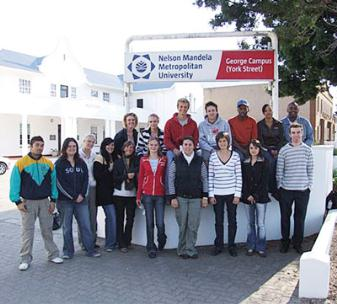 Nelson Mandela
Metropolitan
University
George Campus
(York Street)